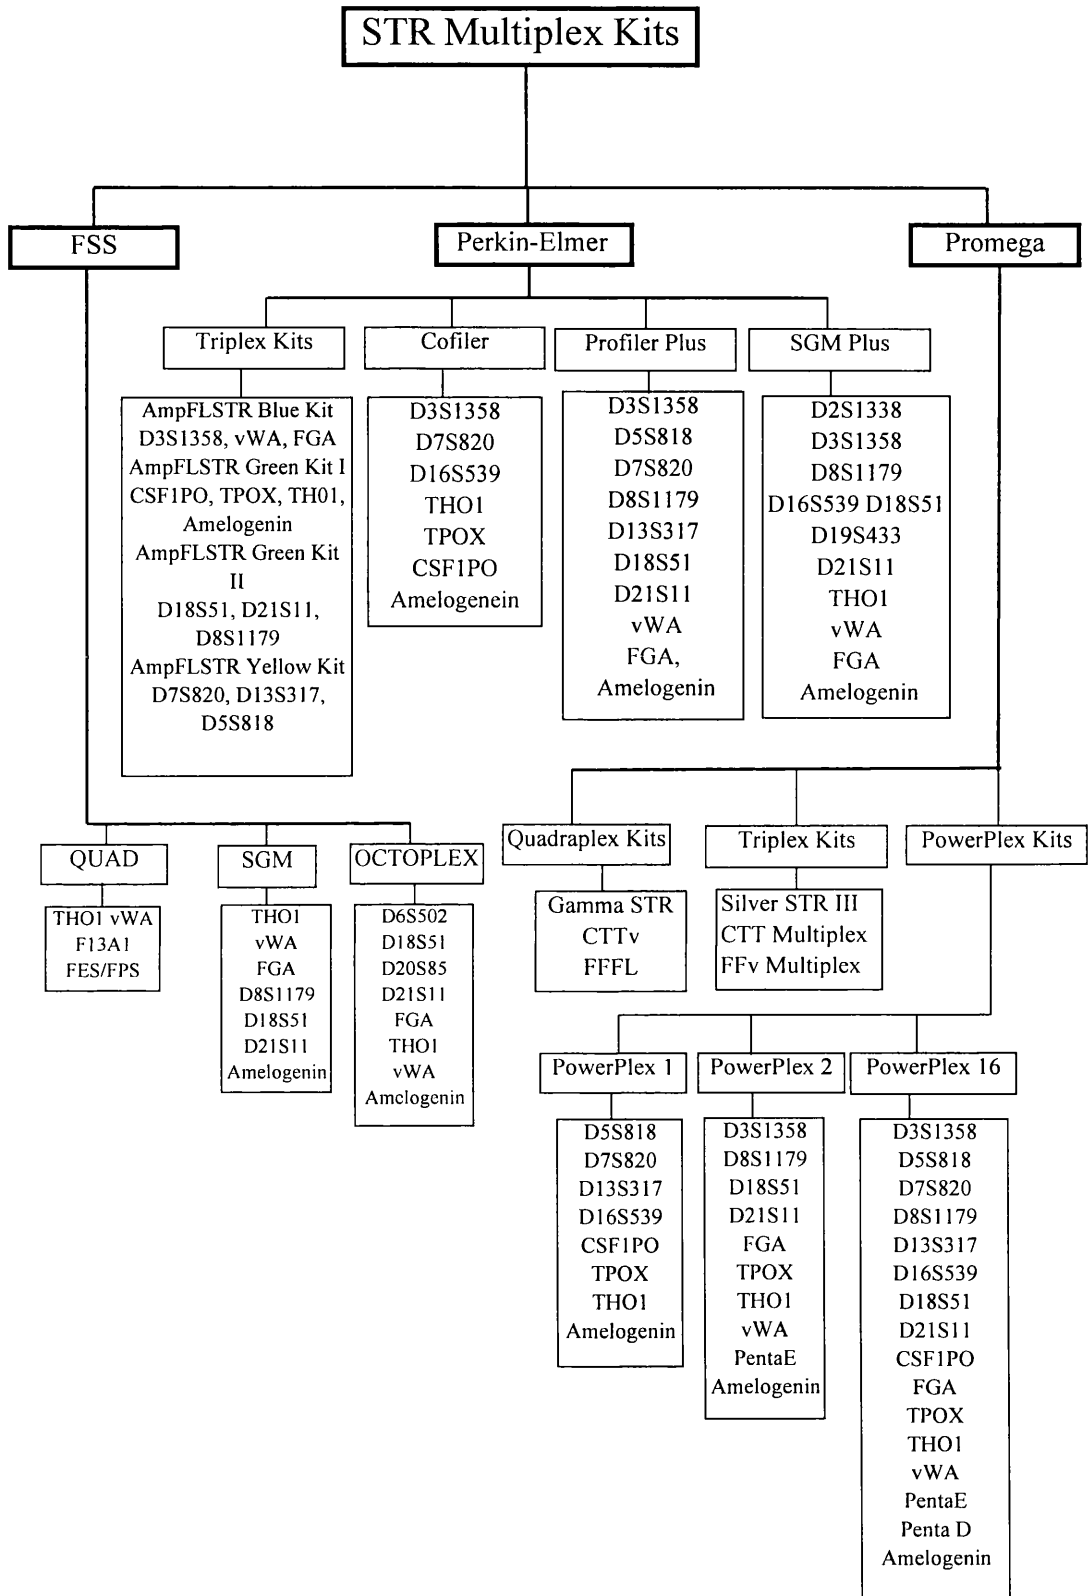 STR Multiplex Kits
FSS
Perkin-Elmer
Promega
Triplex Kits
AmpFLSTR Blue Kit
D3S1358, vWA, FGA
AmpFLSTR Green Kit I
CSF1PO, TPOX, TH01,
Amelogenin
AmpFLSTR Green Kit
II
D18S51, D21S11,
D8S1179
AmpFLSTR Yellow Kit
D7S820, D13S317,
D5S818
Cofiler
D3S1358
D7S820
D16S539
THO1
TPOX
CSF1PO
Amelogenein
Profiler Plus
D3S1358
D5S818
D7S820
D8S1179
D13S317
D18S51
D21S11
vWA
FGA,
Amelogenin
SGM Plus
D2S1338
D3S1358
D8S1179
D16S539 D18S51
D19S433
D21S11
THO1
vWA
FGA
Amelogenin
QUAD
THO1 vWA
F13A1
FES/FPS
SGM
THO1
vWA
FGA
D8S1179
D18S51
D21S11
Amelogenin
OCTOPLEX
D6S502
D18S51
D20S85
D21S11
FGA
THO1
vWA
Amelogenin
Quadraplex Kits
Gamma STR
CTTv
FFFL
Triplex Kits
Silver STR III
CTT Multiplex
FFv Multiplex
PowerPlex Kits
PowerPlex 1
D5S818
D7S820
D13S317
D16S539
CSF1PO
TPOX
THO1
Amelogenin
PowerPlex 2
D3S1358
D8S1179
D18S51
D21S11
FGA
TPOX
THO1
vWA
PentaE
Amelogenin
PowerPlex 16
D3S1358
D5S818
D7S820
D8S1179
D13S317
D16S539
D18S51
D21S11
CSF1PO
FGA
TPOX
THO1
vWA
PentaE
Penta D
Amelogenin